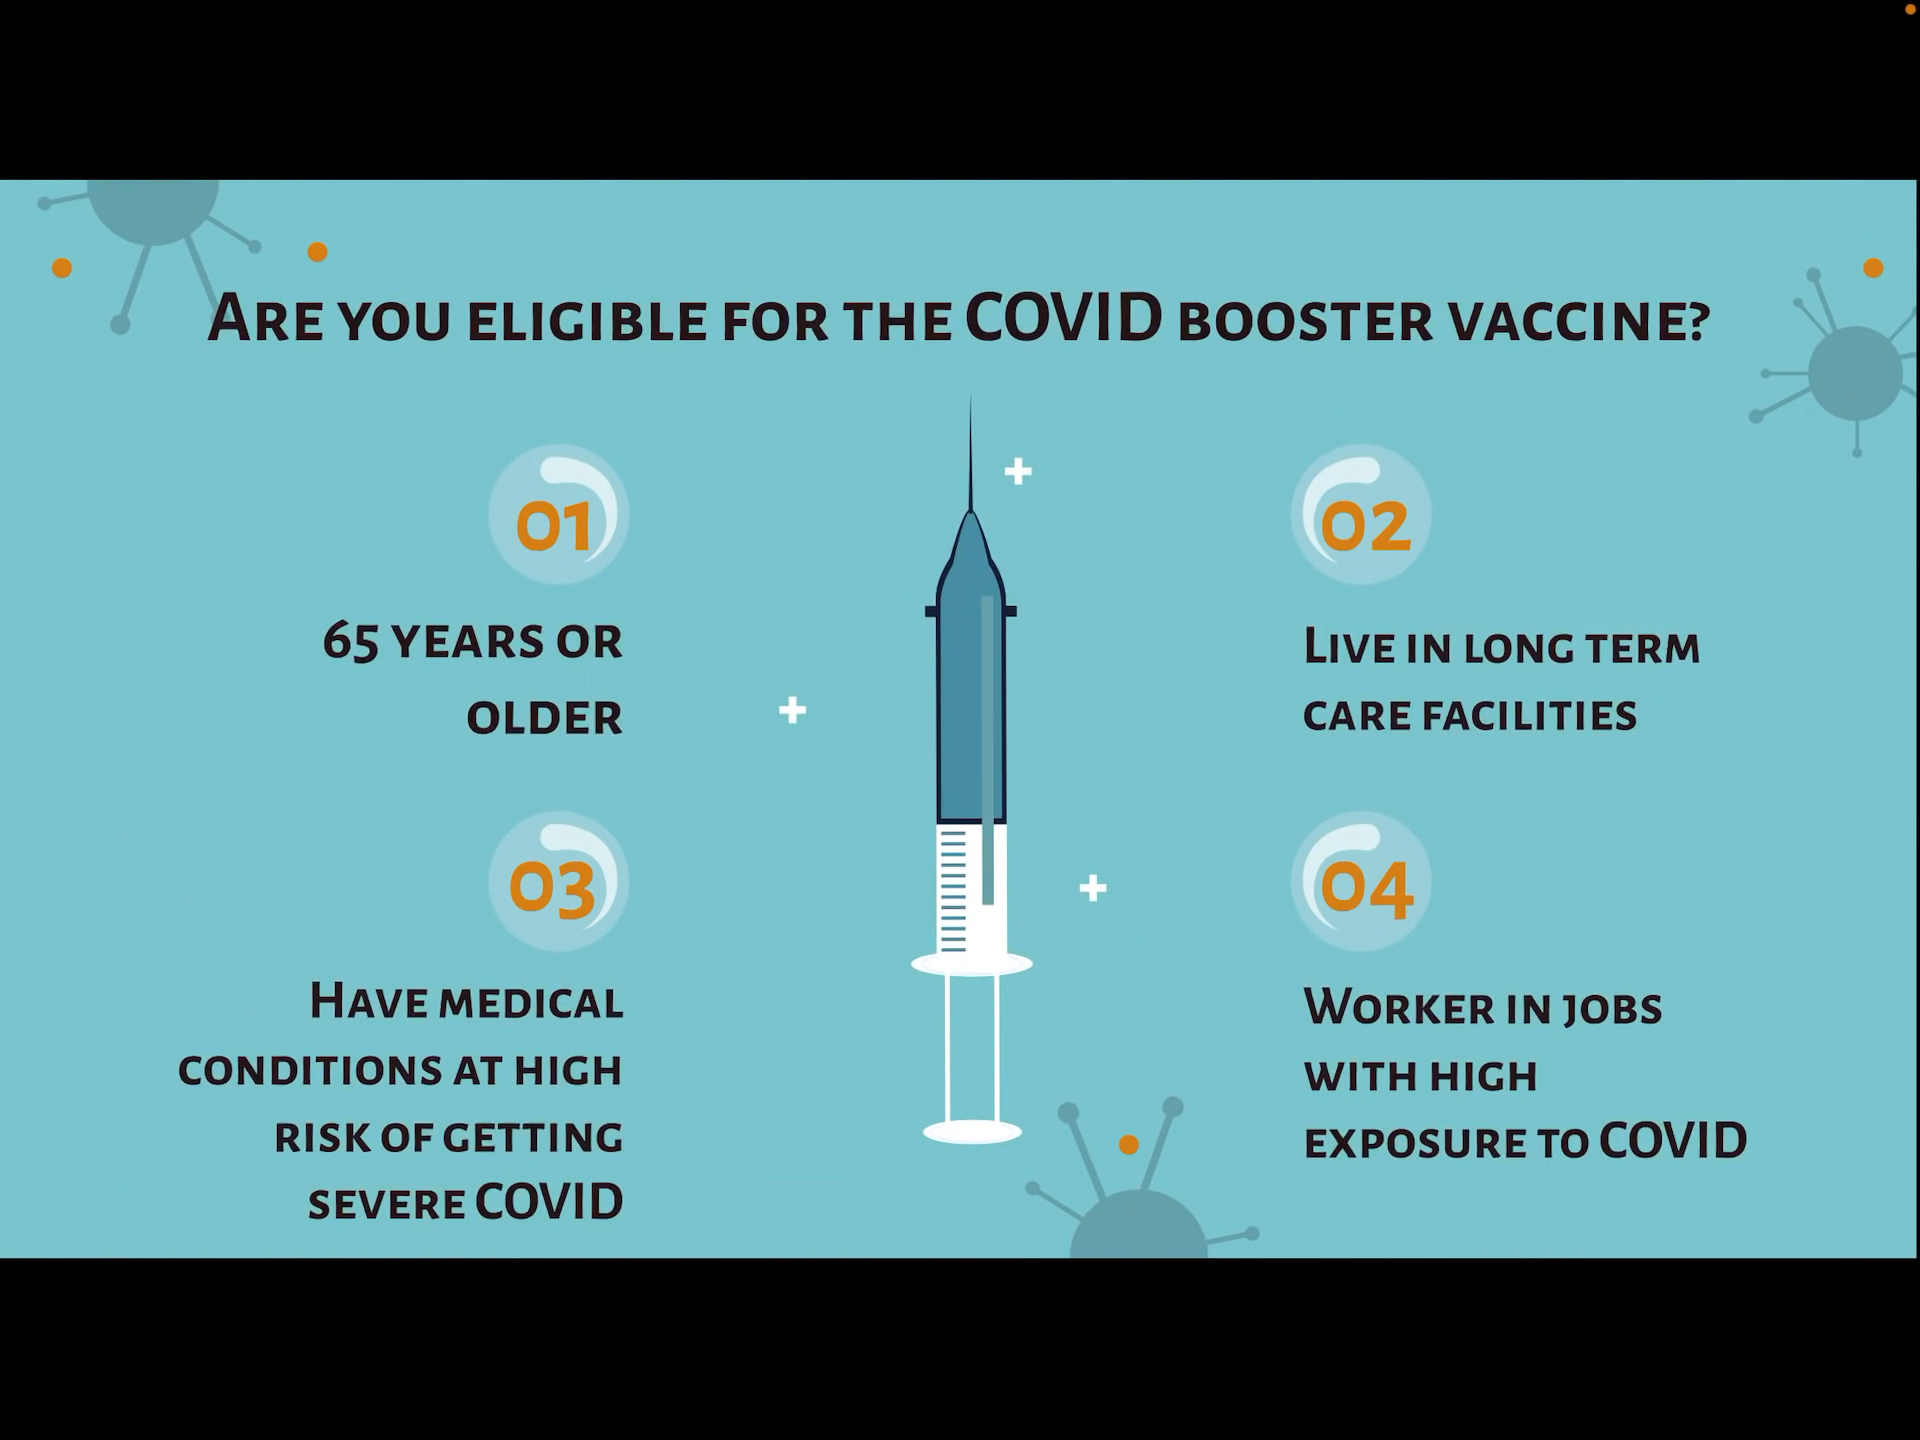 Are you eligible for the COVID booster vaccine?
01
65 years or
older
02
Live in long term
care facilities
03
Have medical
conditions at high
risk of getting
severe COVID
04
Worker in jobs
with high
exposure to COVID